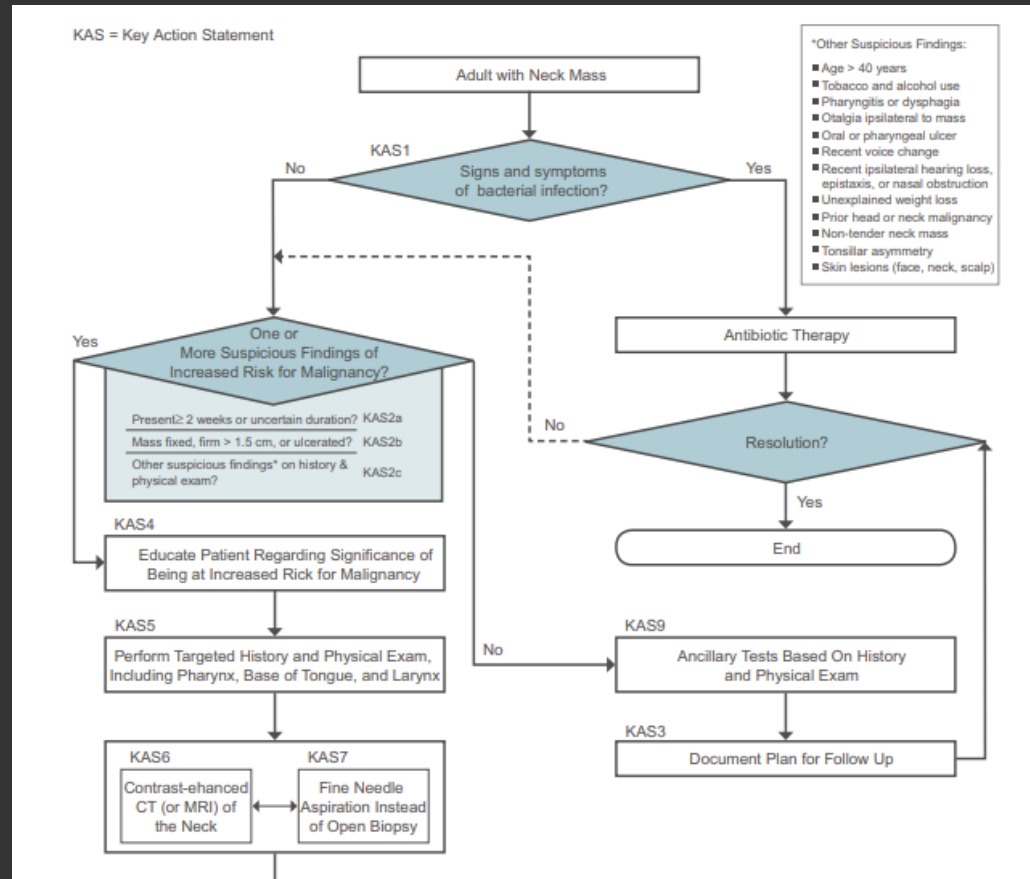 KAS = Key Action Statement
Adult with Neck Mass
*Other Suspicious Findings:
■ Age > 40 years
■ Tobacco and alcohol use
■ Pharyngitis or dysphagia
■ Otalgia ipsilateral to mass
■ Oral or pharyngeal ulcer
■ Recent voice change
■ Recent ipsilateral hearing loss,
epistaxis, or nasal obstruction
■ Unexplained weight loss
■ Prior head or neck malignancy
■ Non-tender neck mass
■ Tonsillar asymmetry
■ Skin lesions (face, neck, scalp)
KAS1
No
Signs and symptoms
of bacterial infection?
Yes
Yes
One or
More Suspicious Findings of
Increased Risk for Malignancy?
Present≥ 2 weeks or uncertain duration? KAS2a
Mass fixed, firm > 1.5 cm, or ulcerated? KAS2b
Other suspicious findings* on history &
physical exam?
KAS2c
Antibiotic Therapy
No
Resolution?
Yes
End
KAS4
Educate Patient Regarding Significance of
Being at Increased Rick for Malignancy
KAS5
Perform Targeted History and Physical Exam,
Including Pharynx, Base of Tongue, and Larynx
No
KAS9
Ancillary Tests Based On History
and Physical Exam
KAS3
Document Plan for Follow Up
KAS6
Contrast-ehanced
CT (or MRI) of
the Neck
KAS7
Fine Needle
Aspiration Instead
of Open Biopsy